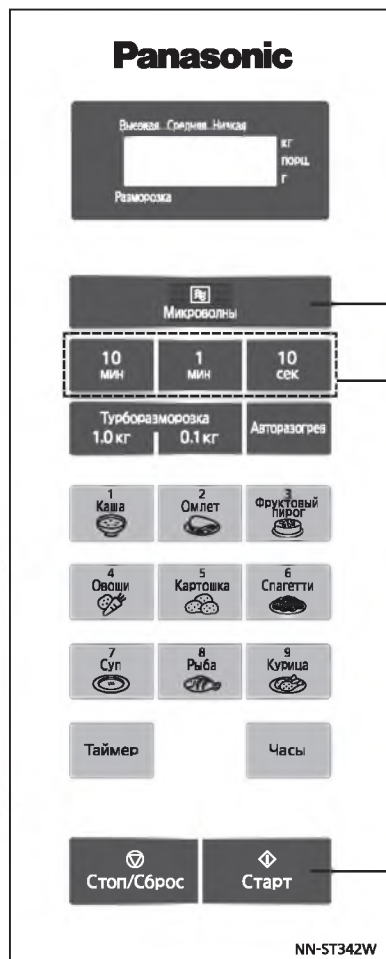 Panasonic
Высокая Средняя Низкая
кг
порц.
г
Разморозка
Микроволны
10 мин
1 мин
10 сек
Турборазморозка
1.0 кг 0.1 кг
Авторазогрев
1 Каша
2 Омлет
3 Фруктовый пирог
4 Овощи
5 Картошка
6 Спагетти
7 Суп
8 Рыба
9 Курица
Таймер
Часы
Стоп/Сброс
Старт
NN-ST342W